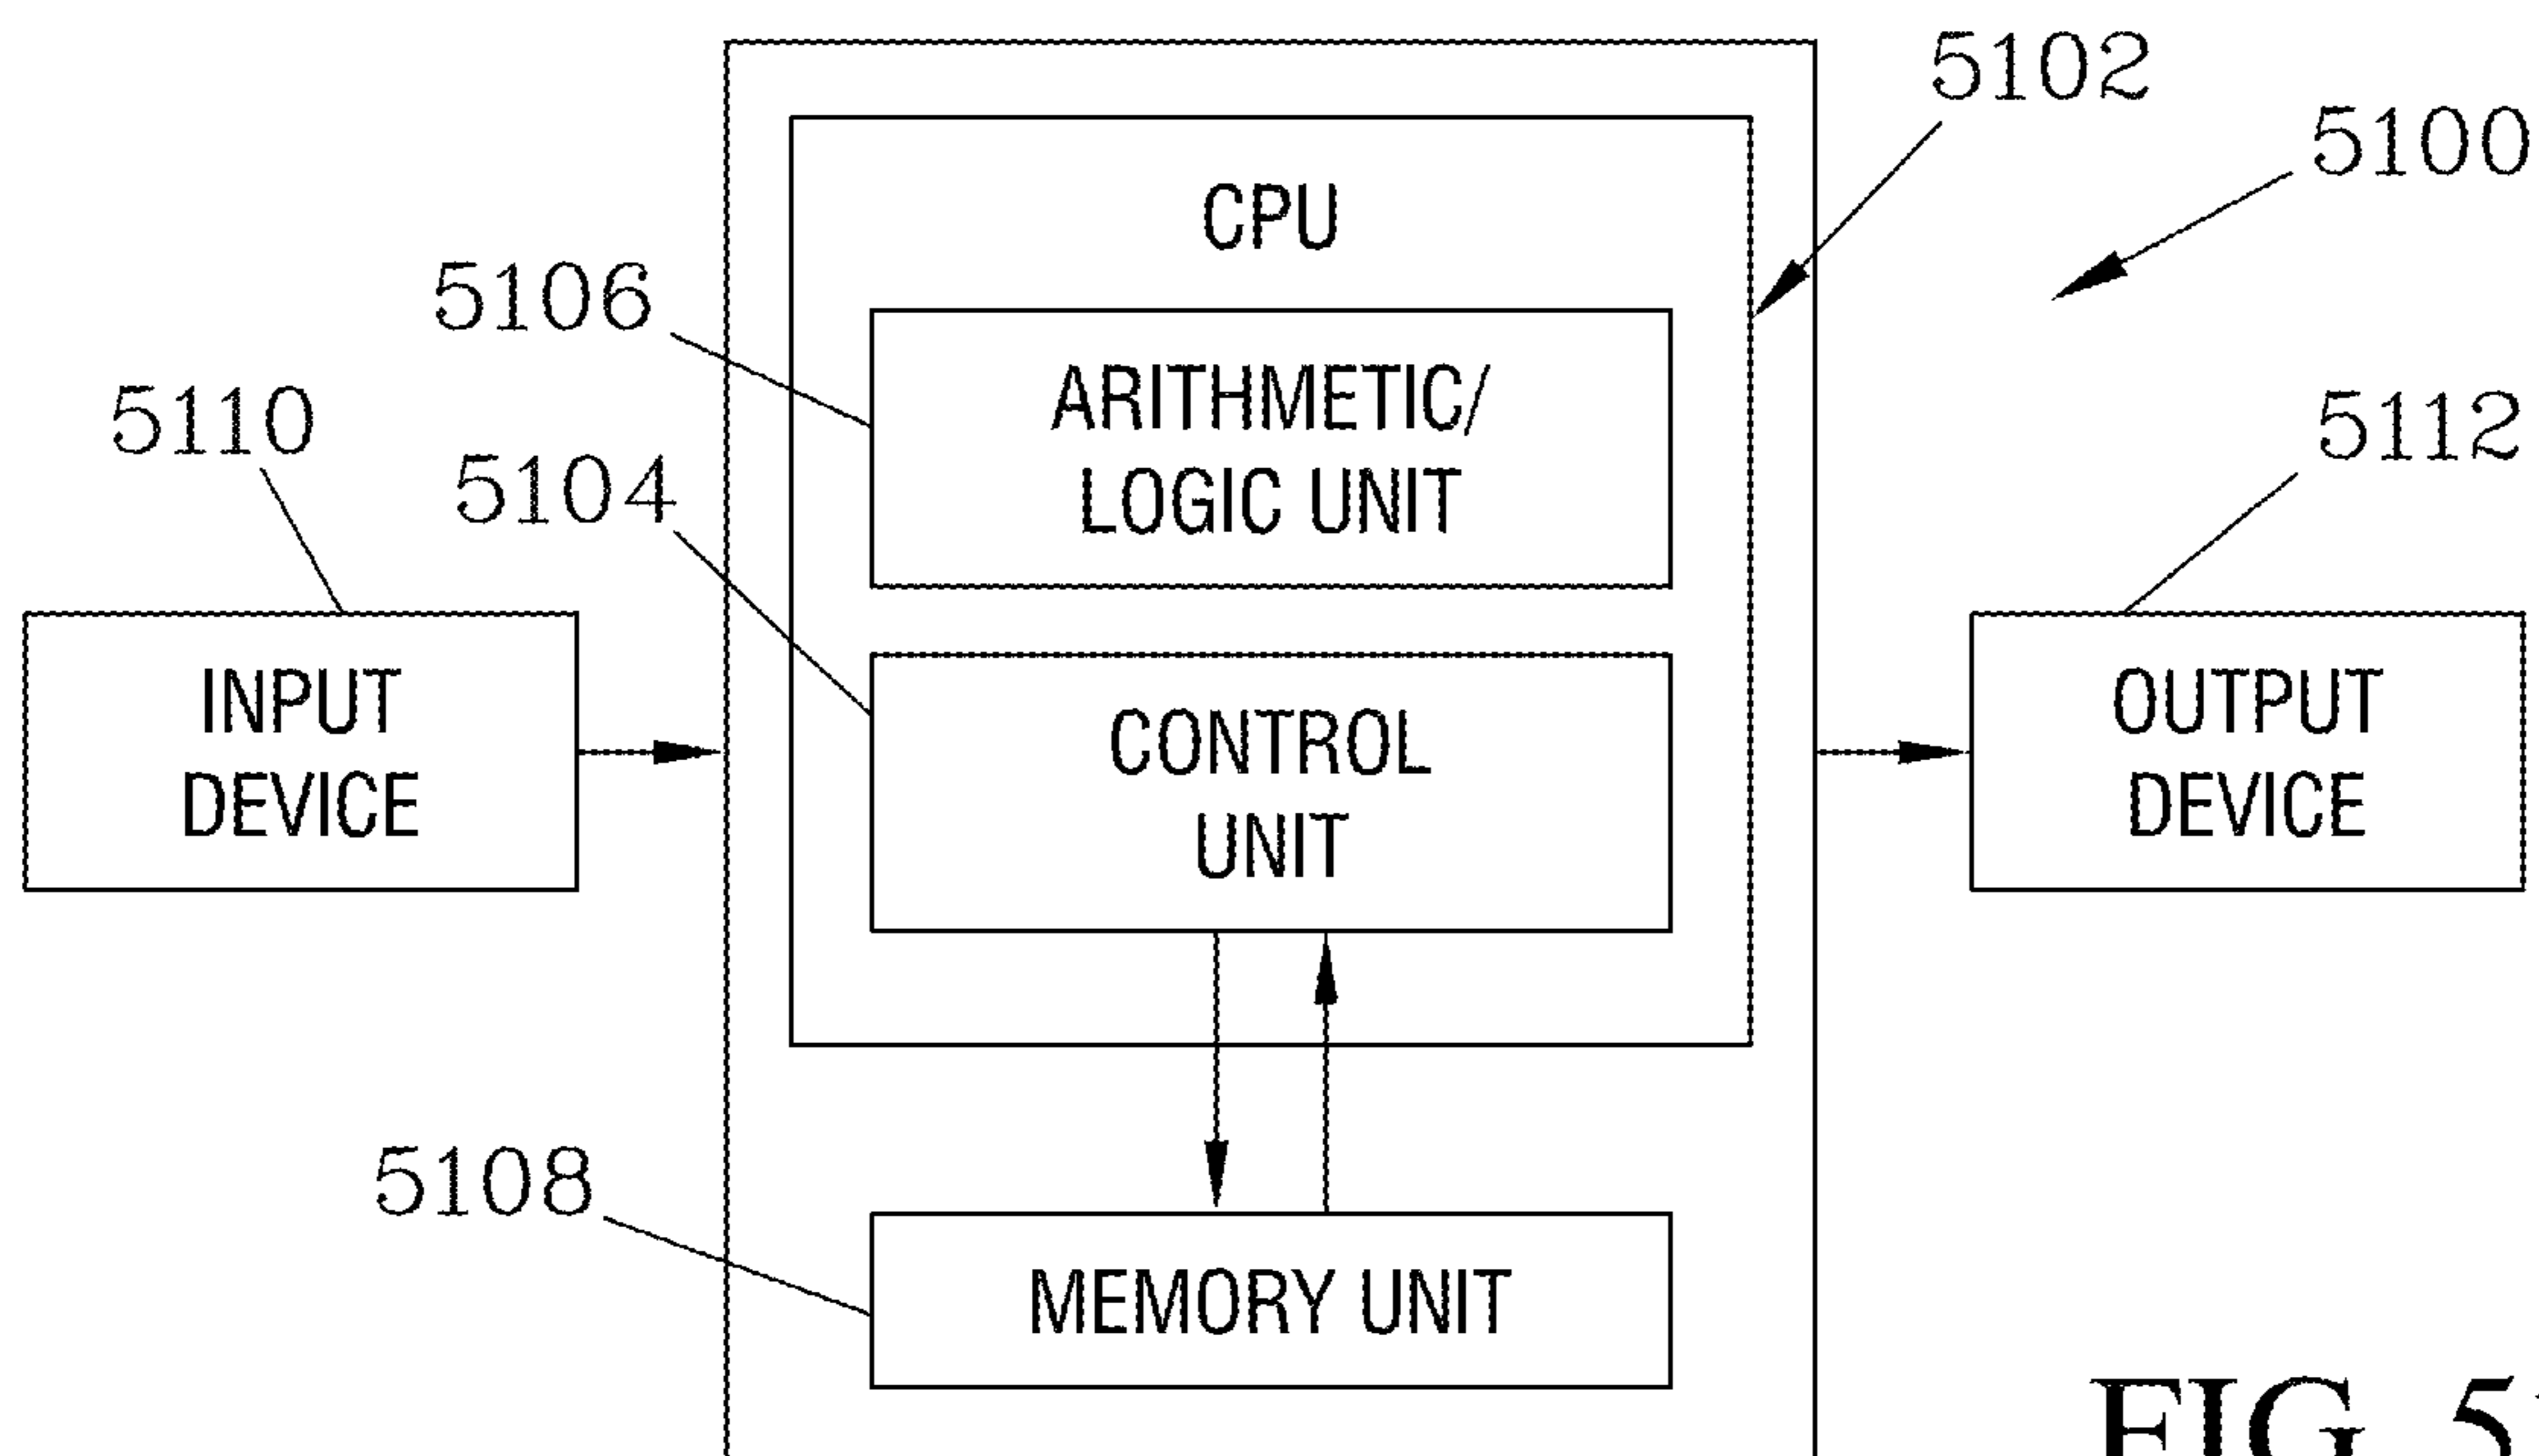 5102
5100
CPU
5106
ARITHMETIC/
LOGIC UNIT
5110
5112
5104
INPUT
DEVICE
CONTROL
UNIT
OUTPUT
DEVICE
5108
MEMORY UNIT
FIG.